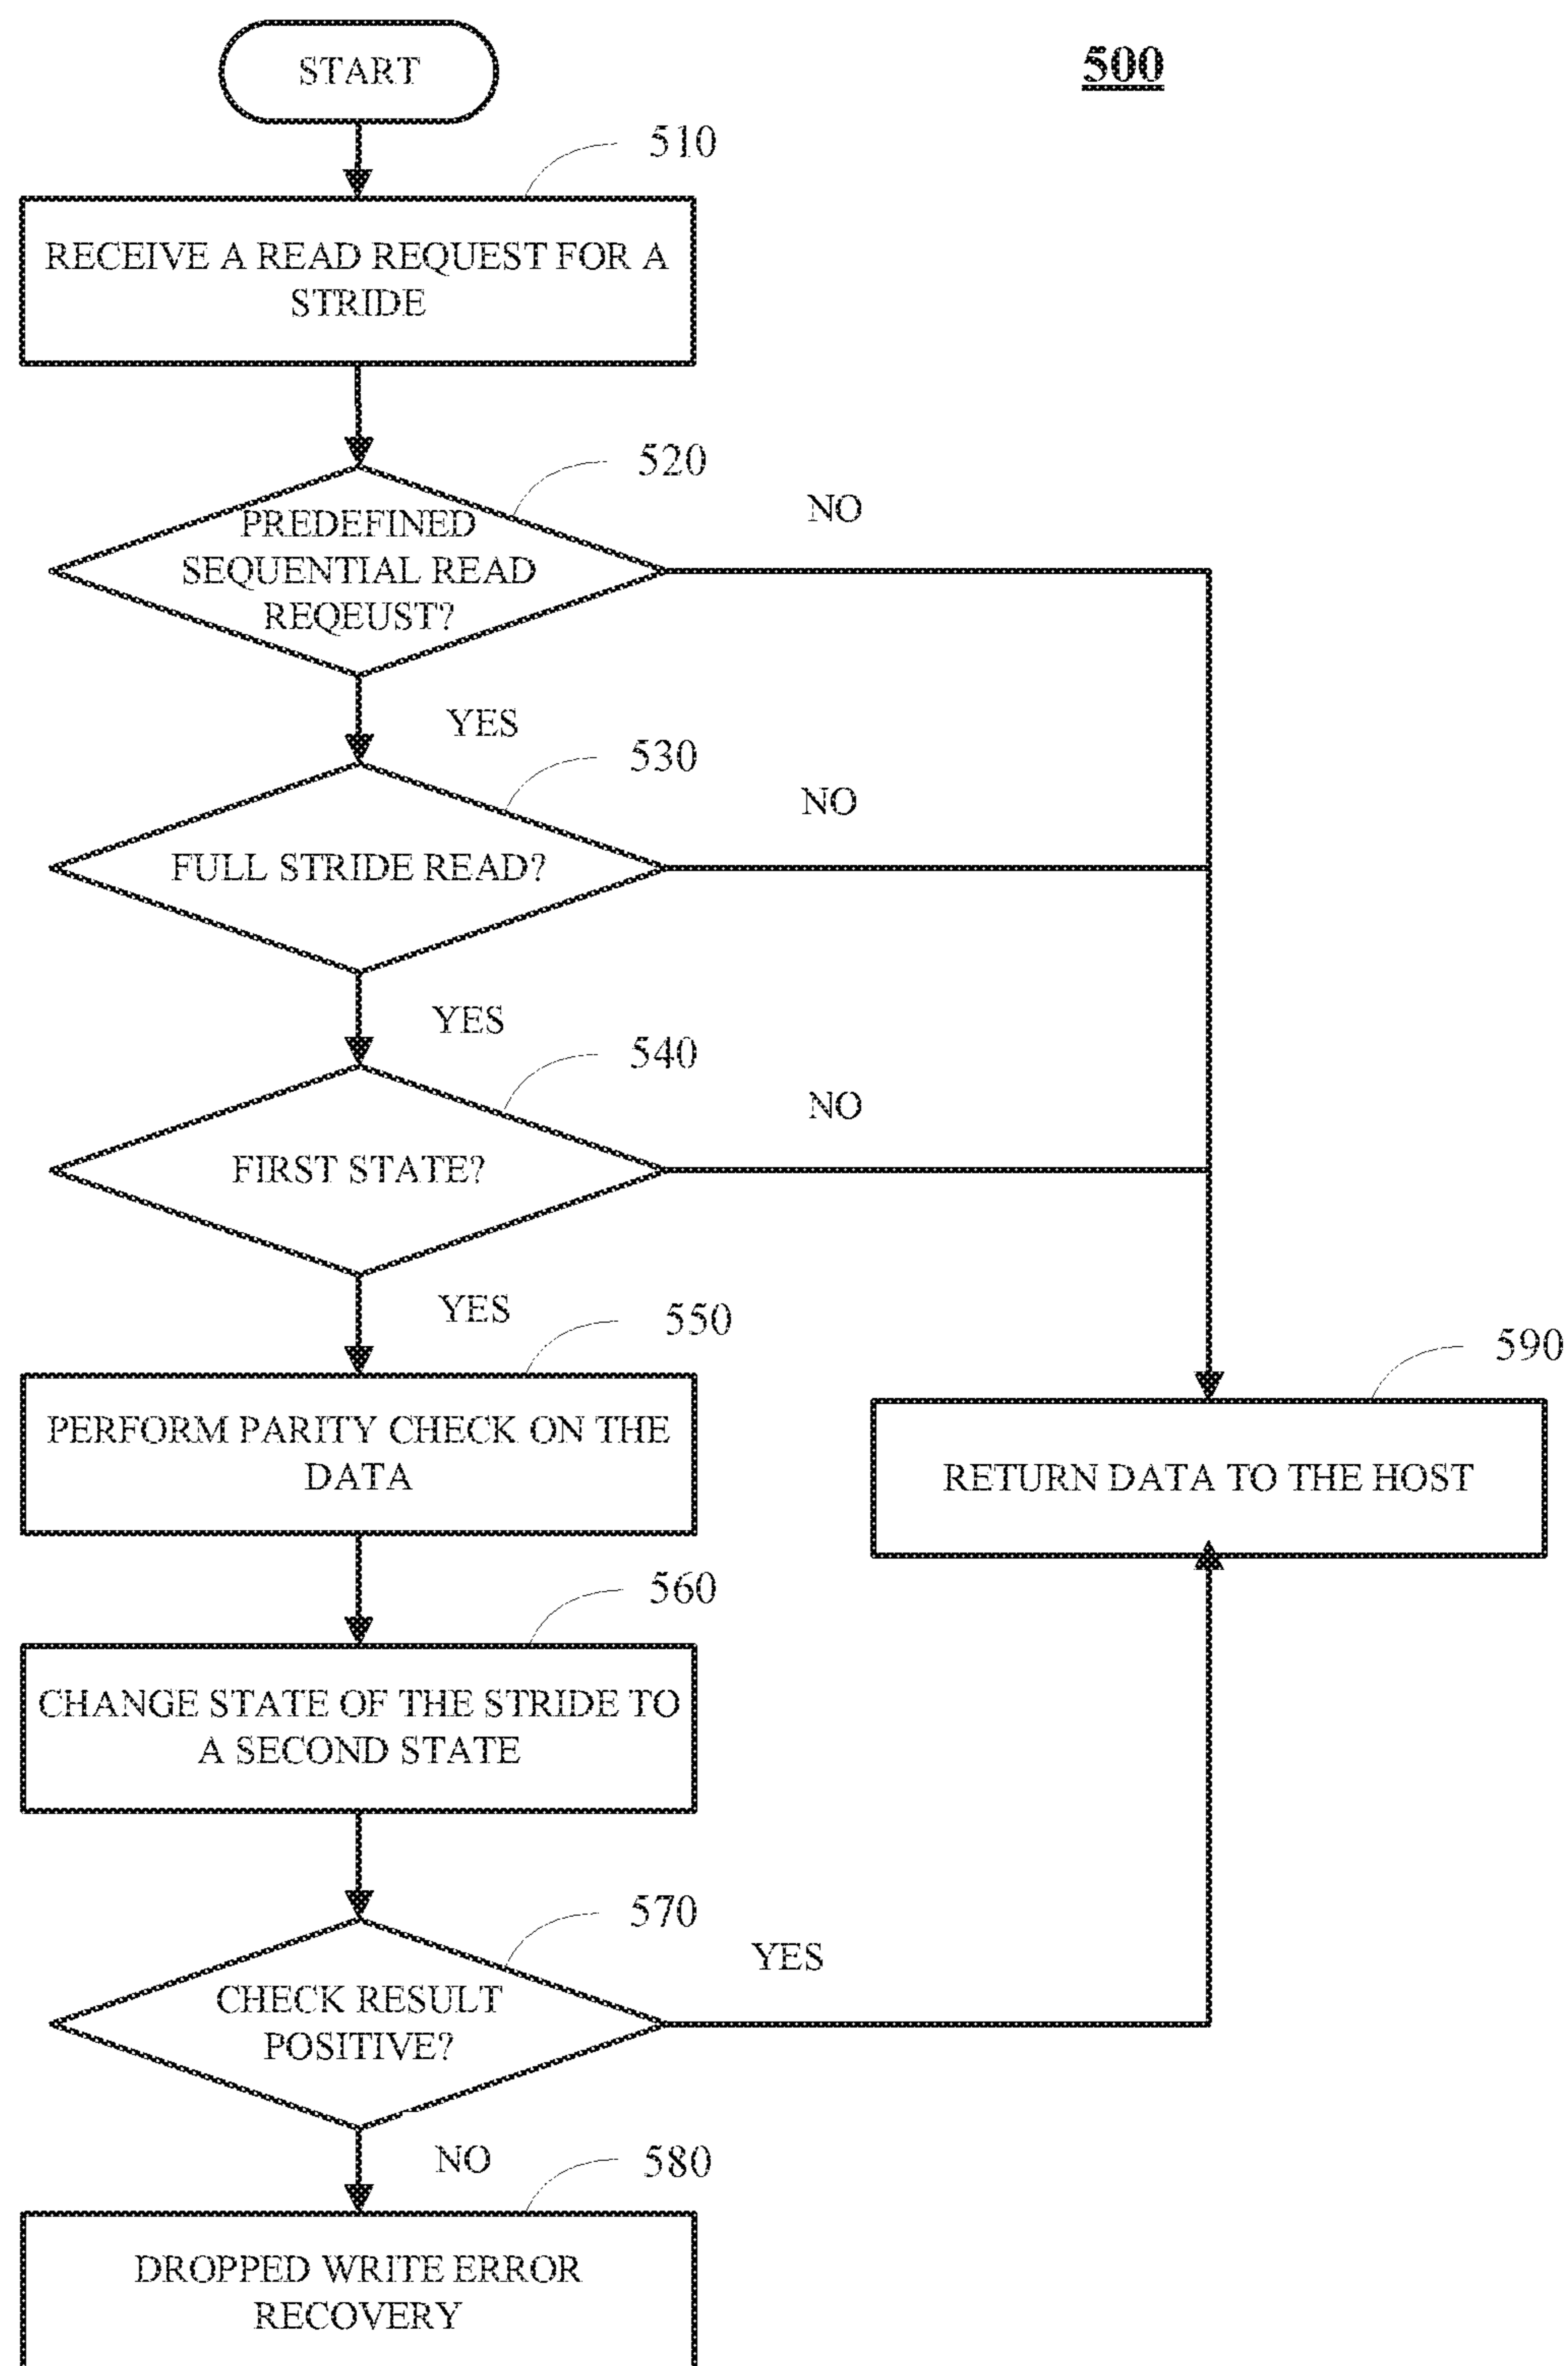 START
500
510
RECEIVE A READ REQUEST FOR A
STRIDE
520
NO
PREDEFINED
SEQUENTIAL READ
REQEUST?
YES
530
NO
FULL STRIDE READ?
YES
540
NO
FIRST STATE?
YES
550
590
PERFORM PARITY CHECK ON THE
DATA
RETURN DATA TO THE HOST
560
CHANGE STATE OF THE STRIDE TO
A SECOND STATE
570
YES
CHECK RESULT
POSITIVE?
NO
580
DROPPED WRITE ERROR
RECOVERY